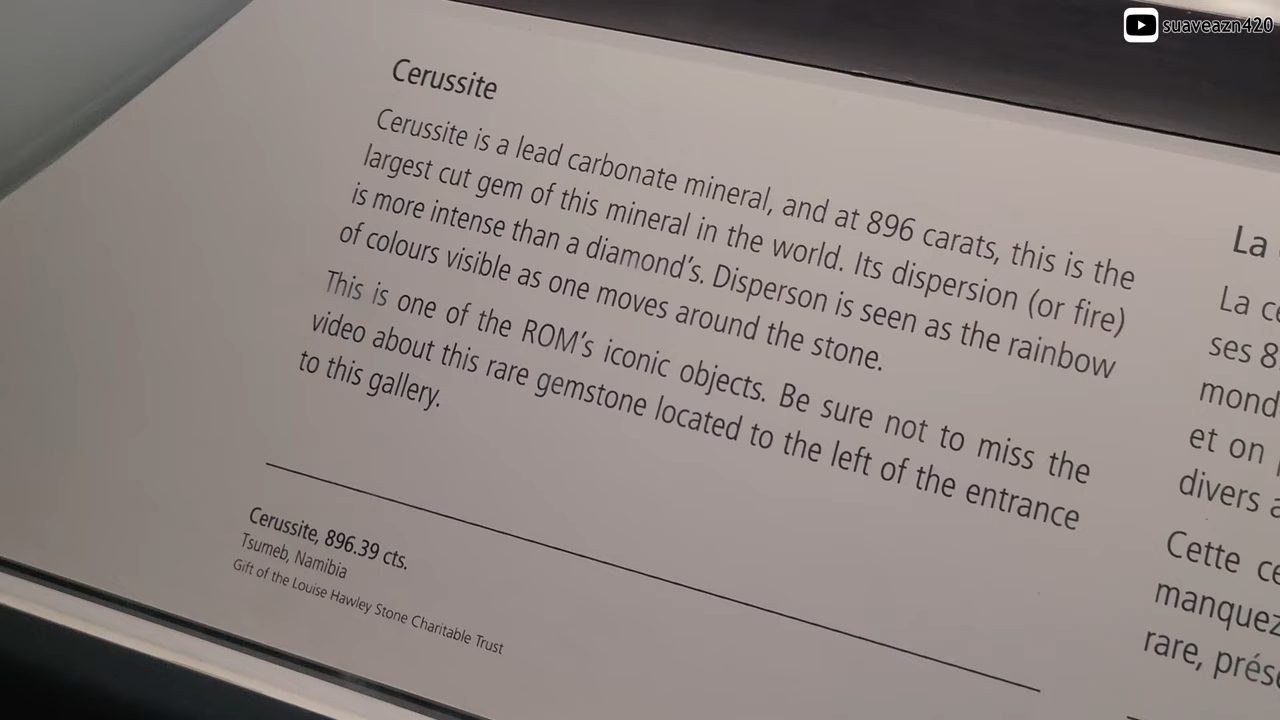 suaveazn420
Cerussite
Cerussite is a lead carbonate mineral, and at 896 carats, this is the
largest cut gem of this mineral in the world. Its dispersion (or fire)
is more intense than a diamond's. Disperson is seen as the rainbow
of colours visible as one moves around the stone.
This is one of the ROM's iconic objects. Be sure not to miss the
video about this rare gemstone located to the left of the entrance
to this gallery.
Cerussite, 896.39 cts.
Tsumeb, Namibia
Gift of the Louise Hawley Stone Charitable Trust
La
La
ses
mond
et on
divers
Cette
manquez
rare,